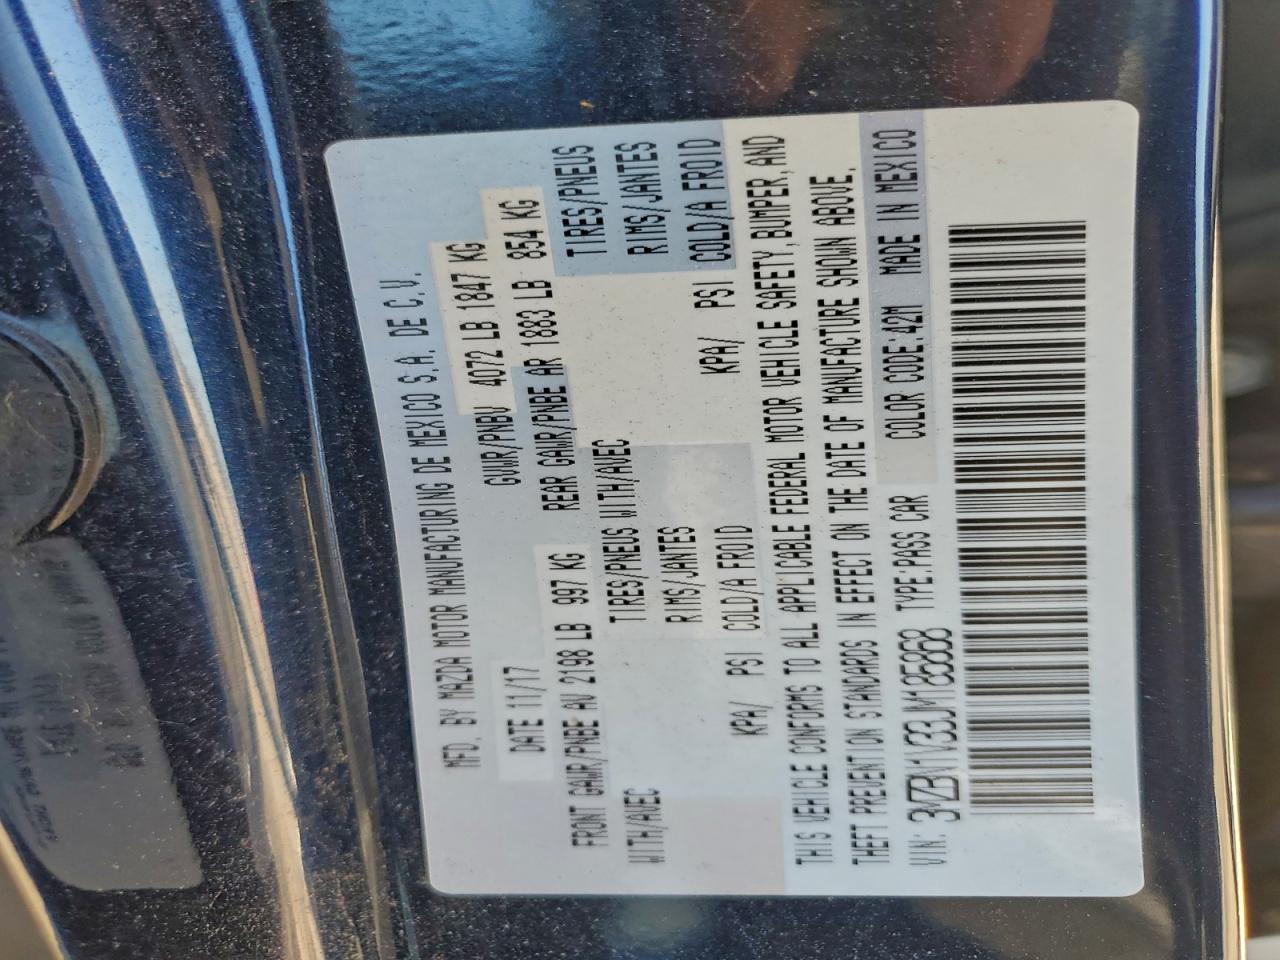 MFD. BY MAZDA MOTOR MANUFACTURING DE MEXICO S.A. DE C.V.
DATE 11/17 GVWR/PNBV 4072 LB 1847 KG
FRONT GAWR/PNBE AV 2198 LB 997 KG REAR GAWR/PNBE AR 1883 LB 854 KG
WITH/AVEC TIRES/PNEUS WITH/AVEC TIRES/PNEUS
RIMS/JANTES RIMS/JANTES
KPA/ PSI COLD/A FROID KPA/ PSI COLD/A FROID
THIS VEHICLE CONFORMS TO ALL APPLICABLE FEDERAL MOTOR VEHICLE SAFETY, BUMPER, AND
THEFT PREVENTION STANDARDS IN EFFECT ON THE DATE OF MANUFACTURE SHOWN ABOVE.
VIN: 3MZBN1V33JM185868 TYPE:PASS CAR COLOR CODE:42M MADE IN MEXICO